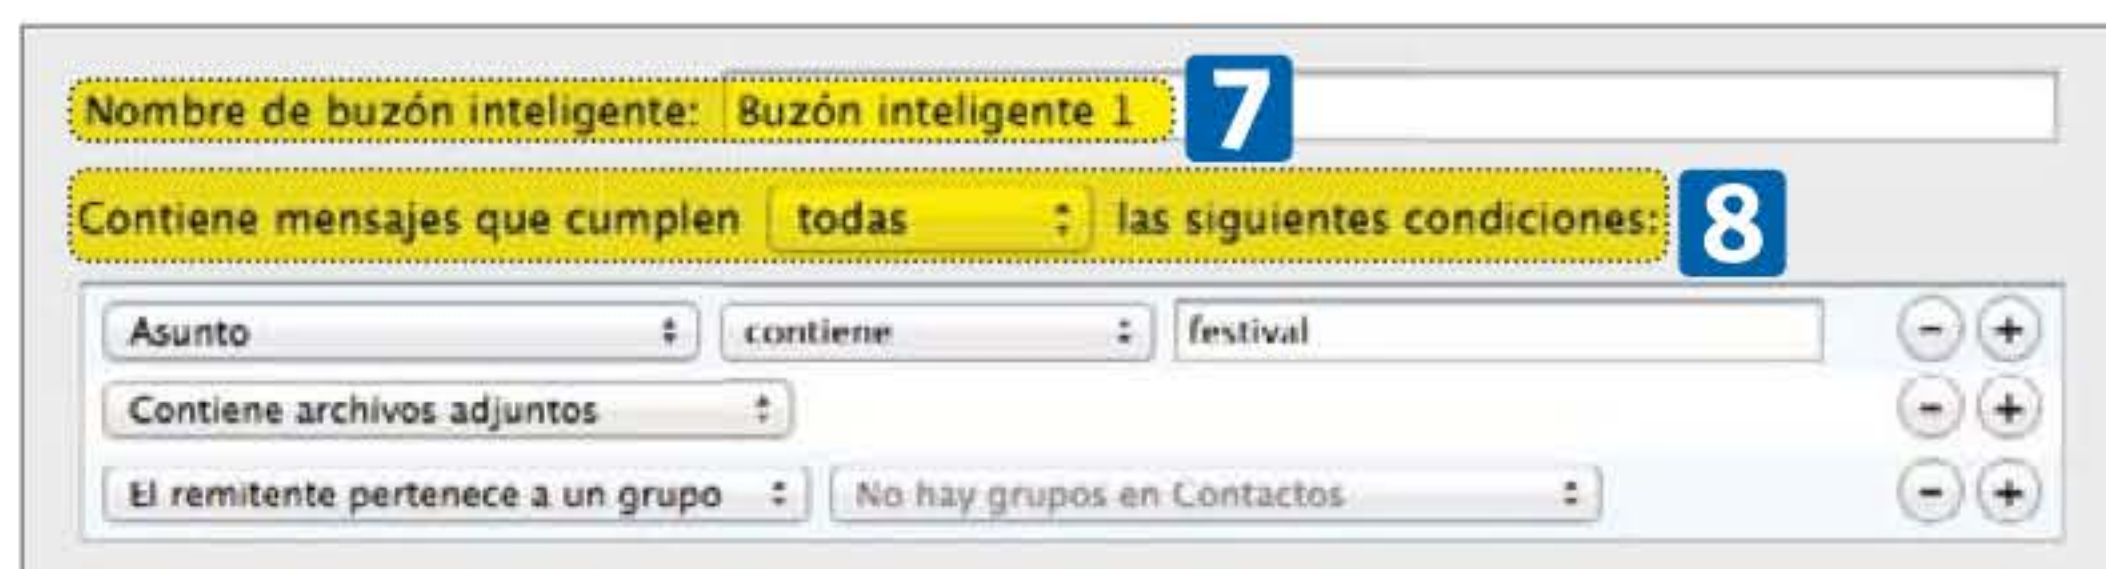 Nombre de buzón inteligente: Buzón inteligente 1 7
Contiene mensajes que cumplen todas las siguientes condiciones: 8
Asunto contiene festival - +
Contiene archivos adjuntos - +
El remitente pertenece a un grupo No hay grupos en Contactos - +